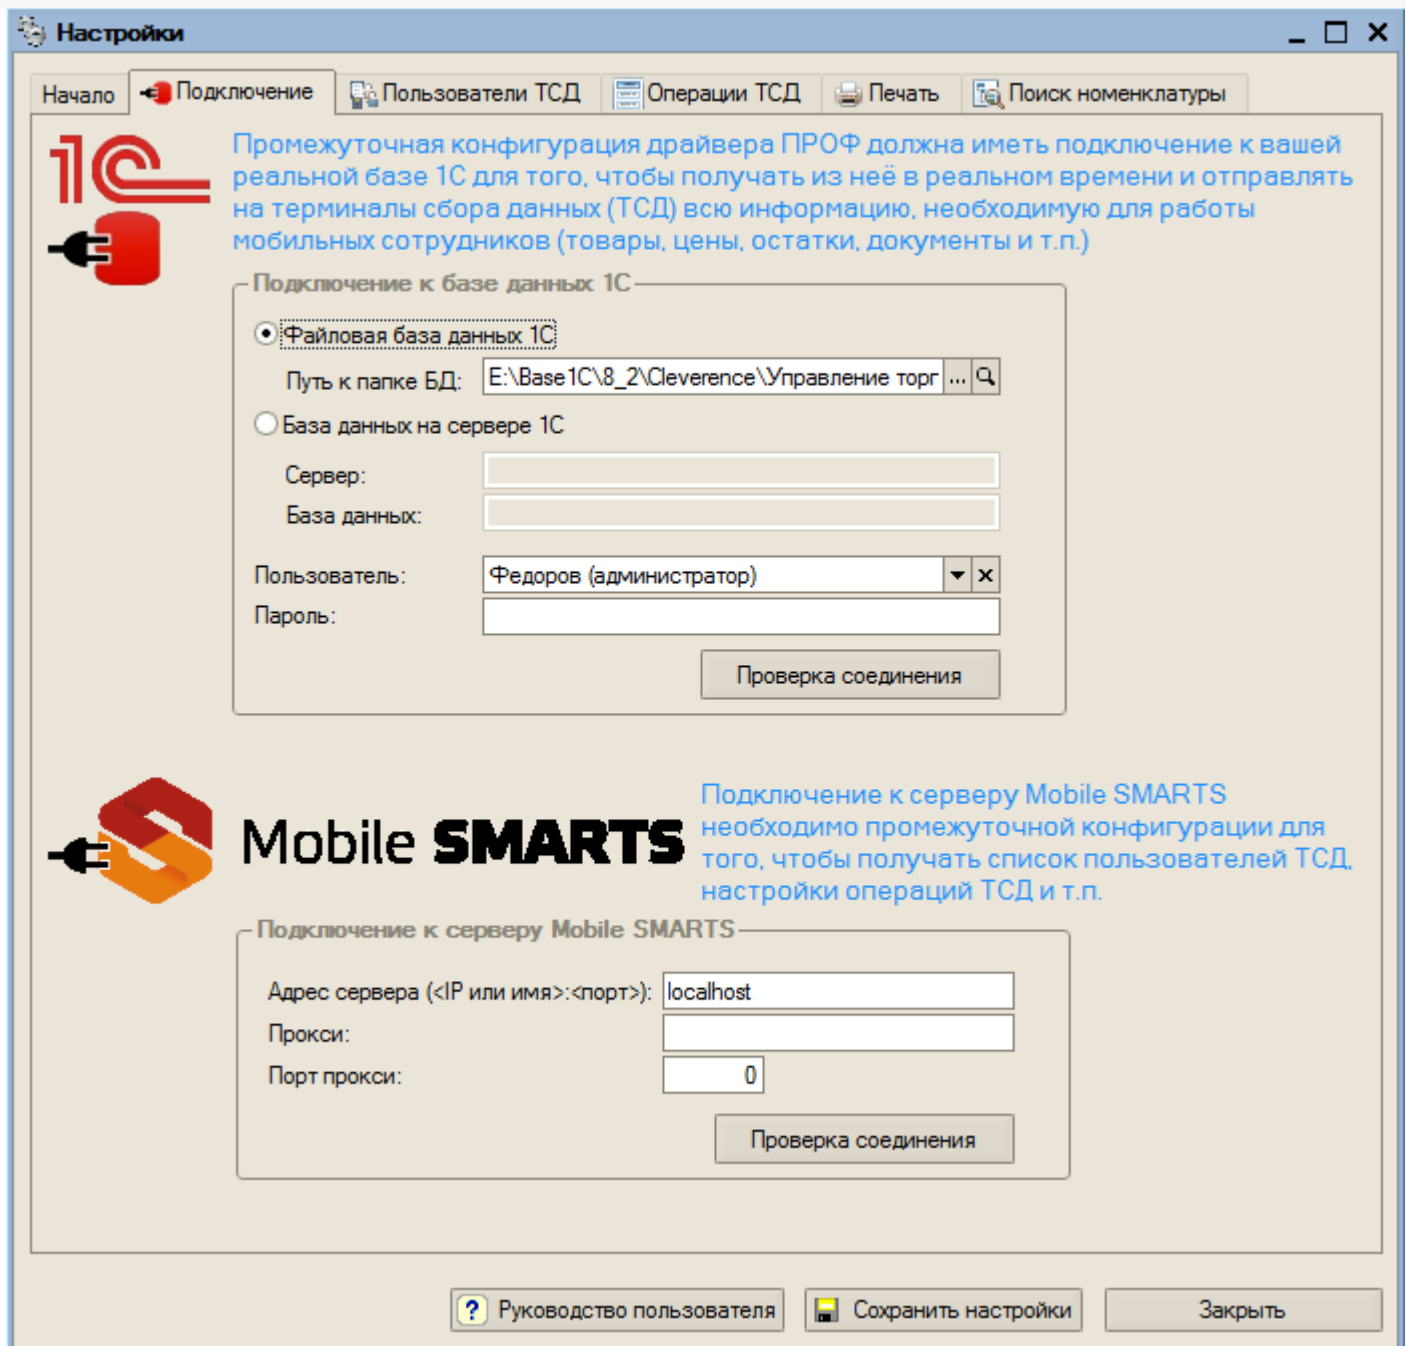 Настройки
Начало Подключение Пользователи ТСД Операции ТСД Печать Поиск номенклатуры
1С
Промежуточная конфигурация драйвера ПРОФ должна иметь подключение к вашей
реальной базе 1С для того, чтобы получать из неё в реальном времени и отправлять
на терминалы сбора данных (ТСД) всю информацию, необходимую для работы
мобильных сотрудников (товары, цены, остатки, документы и т.п.)
Подключение к базе данных 1С
Файловая база данных 1С
Путь к папке БД: E:\Base1C\8_2\Cleverence\Управление торг ...
База данных на сервере 1С
Сервер:
База данных:
Пользователь: Федоров (администратор)
Пароль:
Проверка соединения
Mobile SMARTS
Подключение к серверу Mobile SMARTS
необходимо промежуточной конфигурации для
того, чтобы получать список пользователей ТСД,
настройки операций ТСД и т.п.
Подключение к серверу Mobile SMARTS
Адрес сервера (<IP или имя>:<порт>): localhost
Прокси:
Порт прокси: 0
Проверка соединения
? Руководство пользователя Сохранить настройки Закрыть